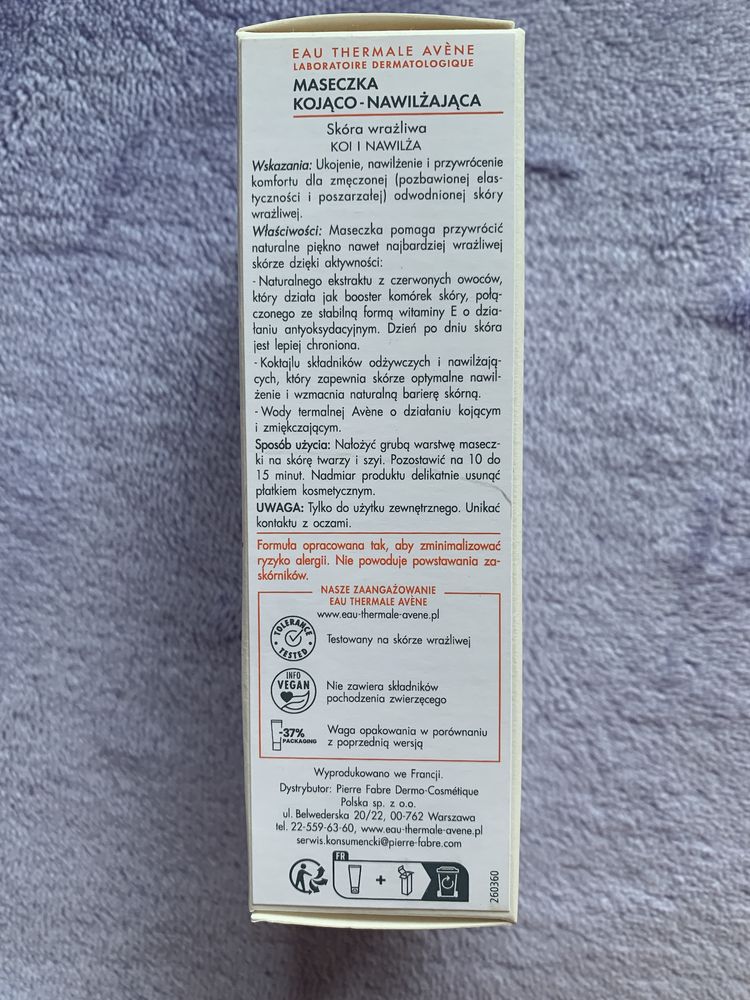 EAU THERMALE AVÈNE
LABORATOIRE DERMATOLOGIQUE
MASECZKA
KOJĄCO-NAWILŻAJĄCA
Skóra wrażliwa
KOI I NAWILŻA
Wskazania: Ukojenie, nawilżenie i przywrócenie
komfortu dla zmęczonej (pozbawionej elas-
tyczności i poszarzałej) odwodnionej skóry
wrażliwej.
Właściwości: Maseczka pomaga przywrócić
naturalne piękno nawet najbardziej wrażliwej
skórze dzięki aktywności:
- Naturalnego ekstraktu z czerwonych owoców,
który działa jak booster komórek skóry, połą-
czonego ze stabilną formą witaminy E o dzia-
łaniu antyoksydacyjnym. Dzień po dniu skóra
jest lepiej chroniona.
- Koktajlu składników odżywczych i nawilżają-
cych, który zapewnia skórze optymalne nawil-
żenie i wzmacnia naturalną barierę skórną.
- Wody termalnej Avène o działaniu kojącym
i zmiękczającym.
Sposób użycia: Nałożyć grubą warstwę masecz-
ki na skórę twarzy i szyi. Pozostawić na 10 do
15 minut. Nadmiar produktu delikatnie usunąć
płatkiem kosmetycznym.
UWAGA: Tylko do użytku zewnętrznego. Unikać
kontaktu z oczami.
Formuła opracowana tak, aby zminimalizować
ryzyko alergii. Nie powoduje powstawania za-
skórników.
NASZE ZAANGAŻOWANIE
EAU THERMALE AVÈNE
www.eau-thermale-avene.pl
TOLERANCE
TESTED
Testowany na skórze wrażliwej
INFO
VEGAN
Nie zawiera składników
pochodzenia zwierzęcego
-37%
PACKAGING
Waga opakowania w porównaniu
z poprzednią wersją
Wyprodukowano we Francji.
Dystrybutor: Pierre Fabre Dermo-Cosmétique
Polska sp. z o.o.
ul. Belwederska 20/22, 00-762 Warszawa
tel. 22-559-63-60, www.eau-thermale-avene.pl
serwis.konsumencki@pierre-fabre.com
FR
+
260360